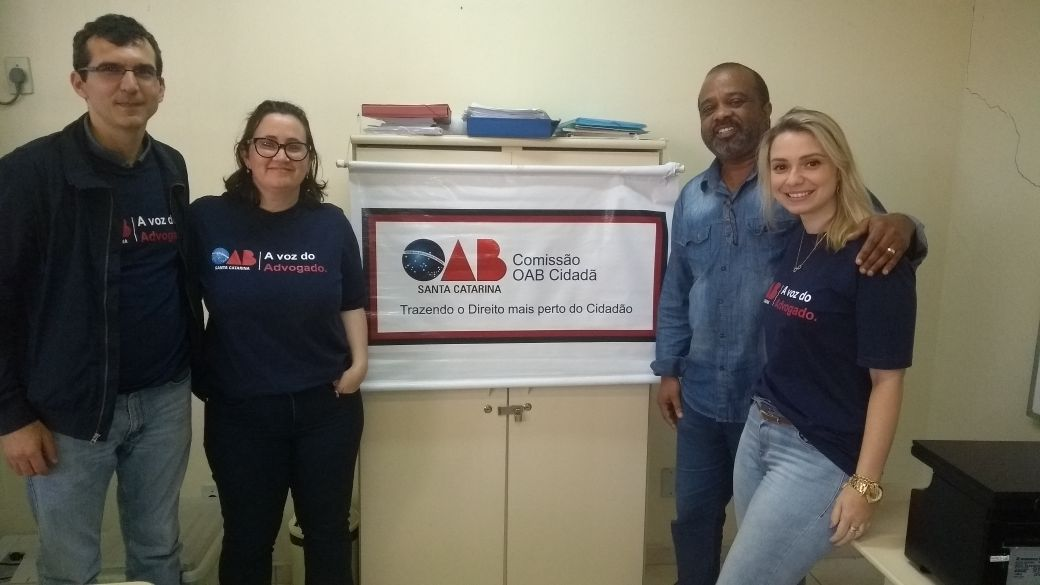 A voz do
Advogado.
OAB
SANTA CATARINA
A voz do
Advogado.
OAB
SANTA CATARINA
Comissão
OAB Cidadã
Trazendo o Direito mais perto do Cidadão
A voz do
Advogado.